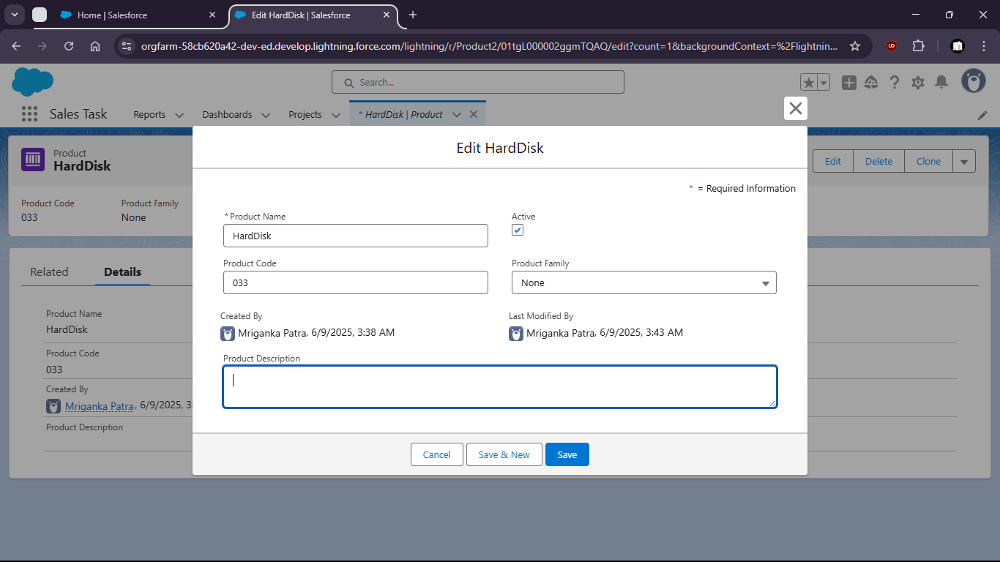 Home | Salesforce
Edit HardDisk | Salesforce
orgfarm-58cb620a42-dev-ed.develop.lightning.force.com/lightning/r/Product2/01tgL000002ggmTQAQ/edit?count=1&backgroundContext=%2Flightnin...
Search...
Sales Task
Reports
Dashboards
Projects
* HardDisk | Product
Product
HardDisk
Edit
Delete
Clone
Product Code
033
Product Family
None
Related
Details
Product Name
HardDisk
Product Code
033
Created By
Mriganka Patra, 6/9/2025, 3:
Product Description
Edit HardDisk
* = Required Information
*Product Name
HardDisk
Active
Product Code
033
Product Family
None
Created By
Mriganka Patra, 6/9/2025, 3:38 AM
Last Modified By
Mriganka Patra, 6/9/2025, 3:43 AM
Product Description
Cancel
Save & New
Save